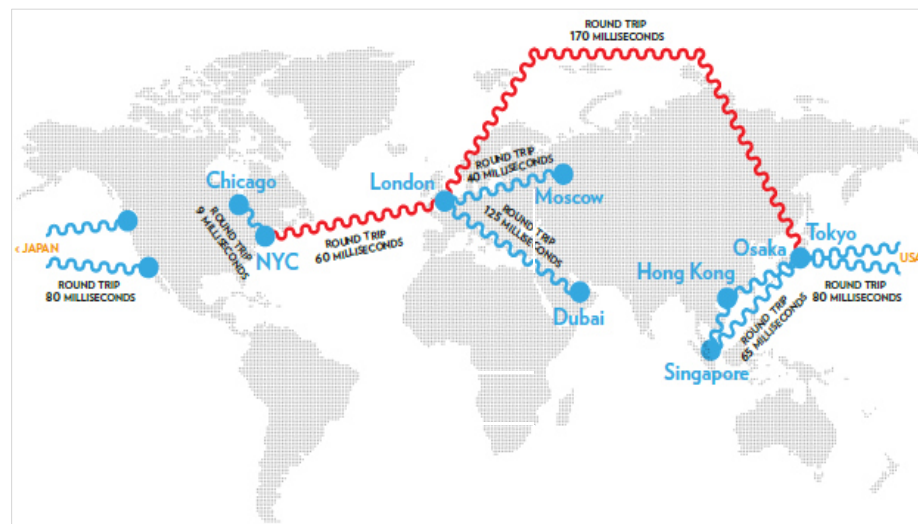 ROUND TRIP
170 MILLISECONDS
Chicago
London
ROUND TRIP
40 MILLISECONDS
Moscow
ROUND TRIP
9 MILLISECONDS
NYC
ROUND TRIP
60 MILLISECONDS
ROUND TRIP
125 MILLISECONDS
Dubai
‹ JAPAN
ROUND TRIP
80 MILLISECONDS
Tokyo
Osaka
USA
Hong Kong
ROUND TRIP
80 MILLISECONDS
ROUND TRIP
65 MILLISECONDS
Singapore